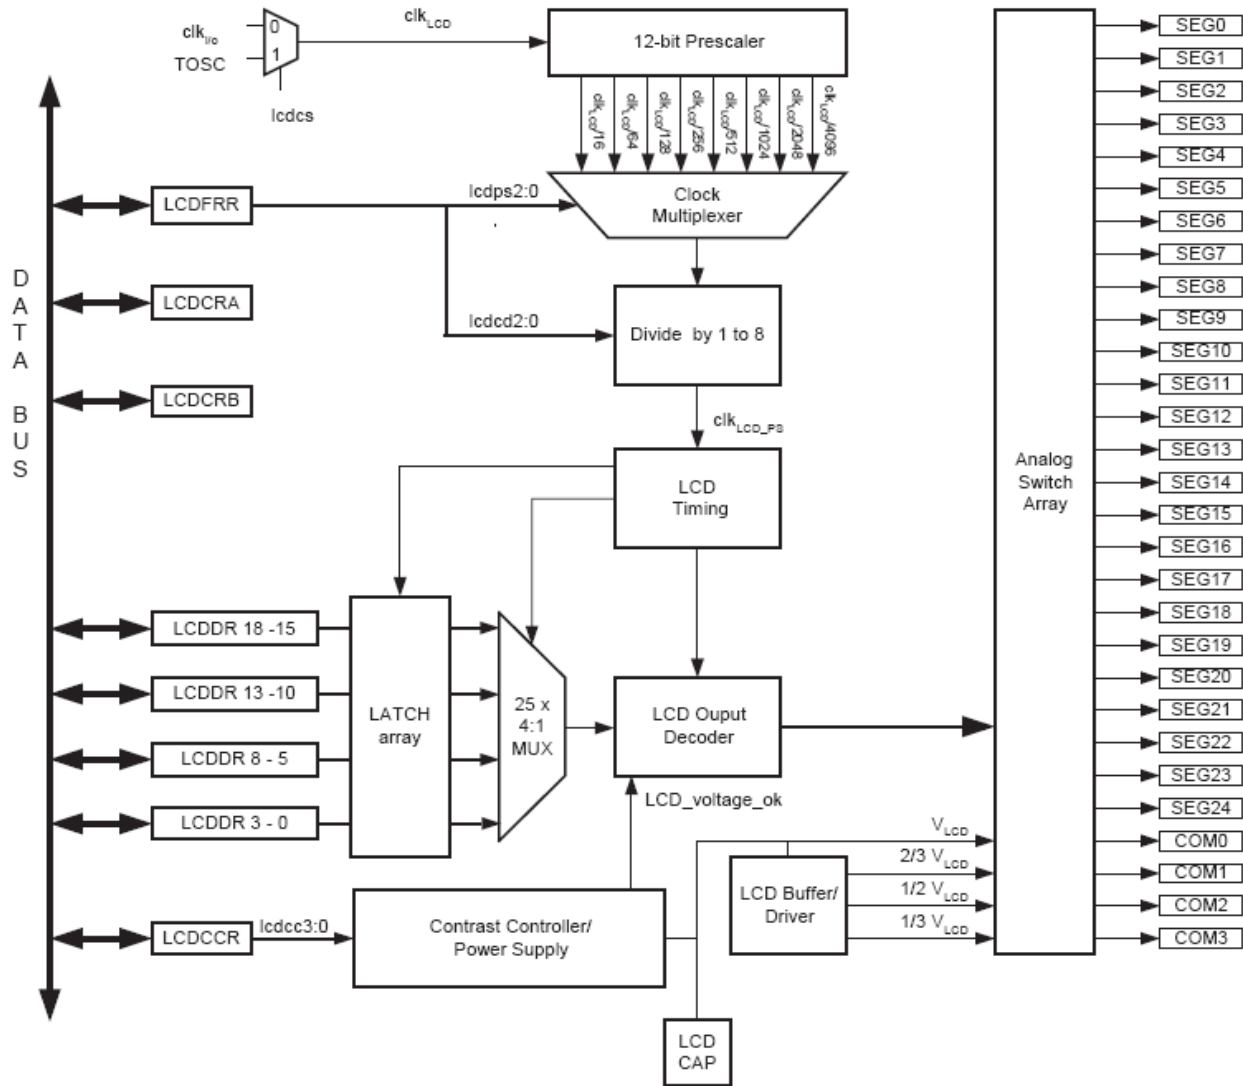 clkI/O
0
clkLCD
12-bit Prescaler
TOSC
1
lcdcs
clkLCD/16
clkLCD/64
clkLCD/128
clkLCD/256
clkLCD/512
clkLCD/1024
clkLCD/2048
clkLCD/4096
LCDFRR
lcdps2:0
Clock
Multiplexer
DATA BUS
LCDCRA
lcdcd2:0
Divide by 1 to 8
LCDCRB
clkLCD_PS
LCD
Timing
Analog
Switch
Array
LCDDR 18 -15
LCDDR 13 -10
LCDDR 8 - 5
LCDDR 3 - 0
LATCH
array
25 x
4:1
MUX
LCD Ouput
Decoder
LCD_voltage_ok
LCDCCR
lcdcc3:0
Contrast Controller/
Power Supply
LCD Buffer/
Driver
VLCD
2/3 VLCD
1/2 VLCD
1/3 VLCD
LCD
CAP
SEG0
SEG1
SEG2
SEG3
SEG4
SEG5
SEG6
SEG7
SEG8
SEG9
SEG10
SEG11
SEG12
SEG13
SEG14
SEG15
SEG16
SEG17
SEG18
SEG19
SEG20
SEG21
SEG22
SEG23
SEG24
COM0
COM1
COM2
COM3